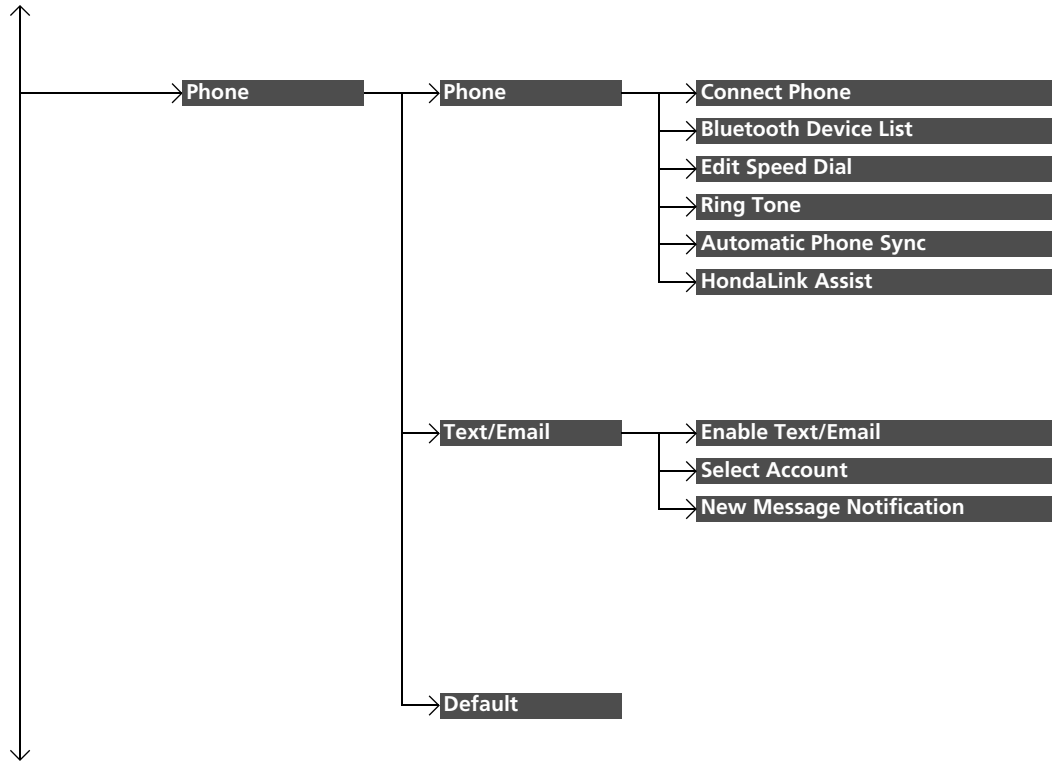 Phone
Phone
Connect Phone
Bluetooth Device List
Edit Speed Dial
Ring Tone
Automatic Phone Sync
HondaLink Assist
Text/Email
Enable Text/Email
Select Account
New Message Notification
Default